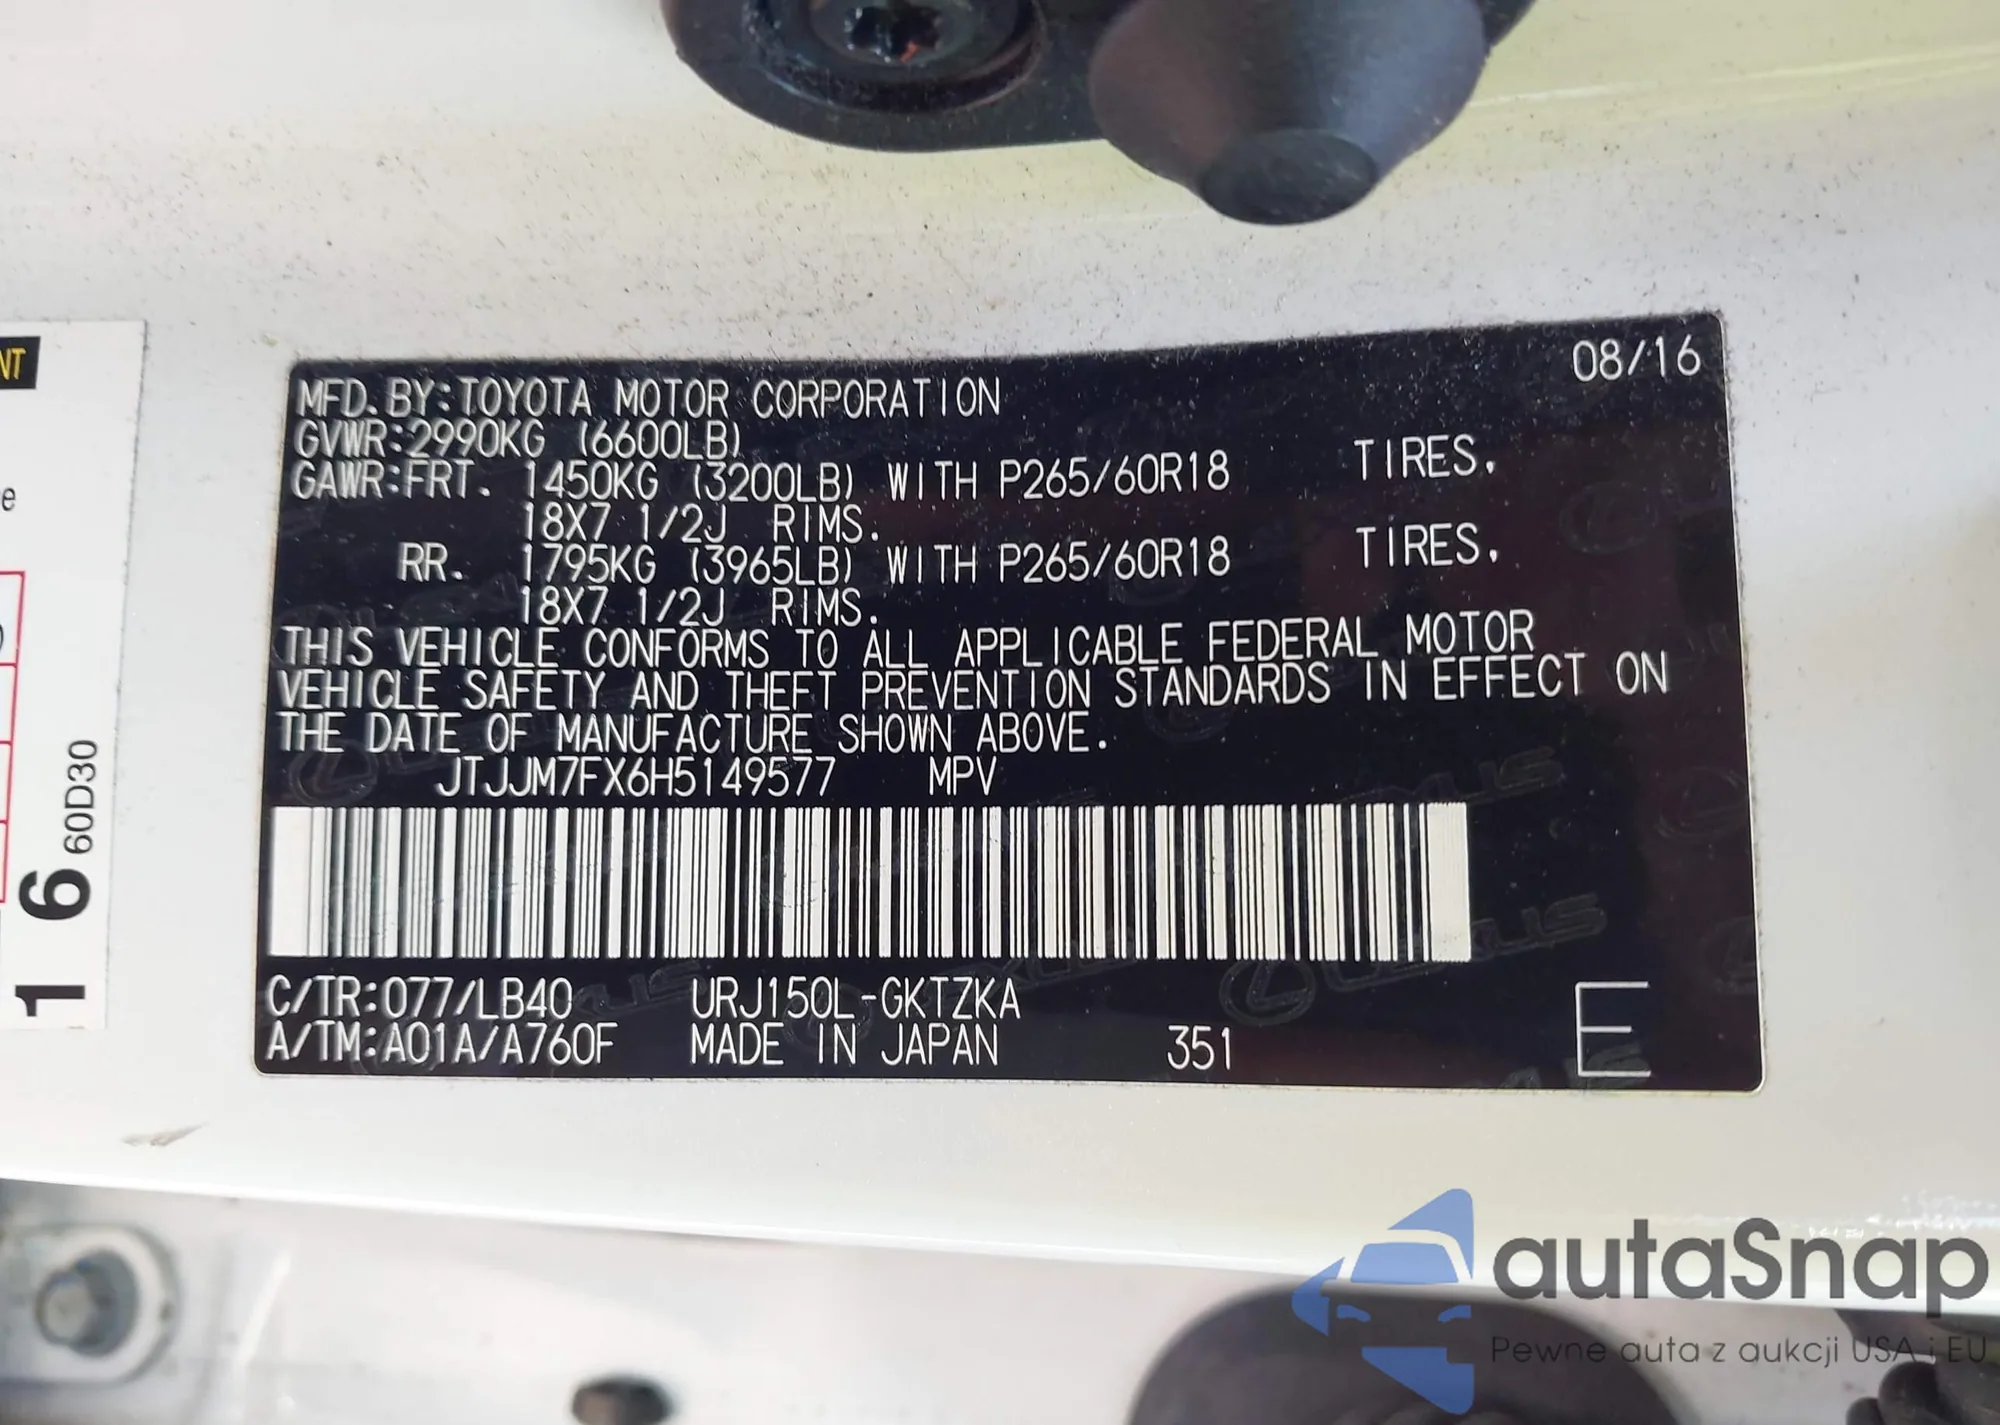 08/16
MFD. BY:TOYOTA MOTOR CORPORATION
GVWR:2990KG (6600LB)
GAWR:FRT. 1450KG (3200LB) WITH P265/60R18 TIRES.
18X7 1/2J RIMS.
RR. 1795KG (3965LB) WITH P265/60R18 TIRES.
18X7 1/2J RIMS.
THIS VEHICLE CONFORMS TO ALL APPLICABLE FEDERAL MOTOR
VEHICLE SAFETY AND THEFT PREVENTION STANDARDS IN EFFECT ON
THE DATE OF MANUFACTURE SHOWN ABOVE.
JTJJM7FX6H5149577 MPV
C/TR:077/LB40 URJ150L-GKTZKA
A/TM:A01A/A760F MADE IN JAPAN 351 E
NT
e
16 60D30
LEXUS
autaSnap
Pewne auta z aukcji USA i EU